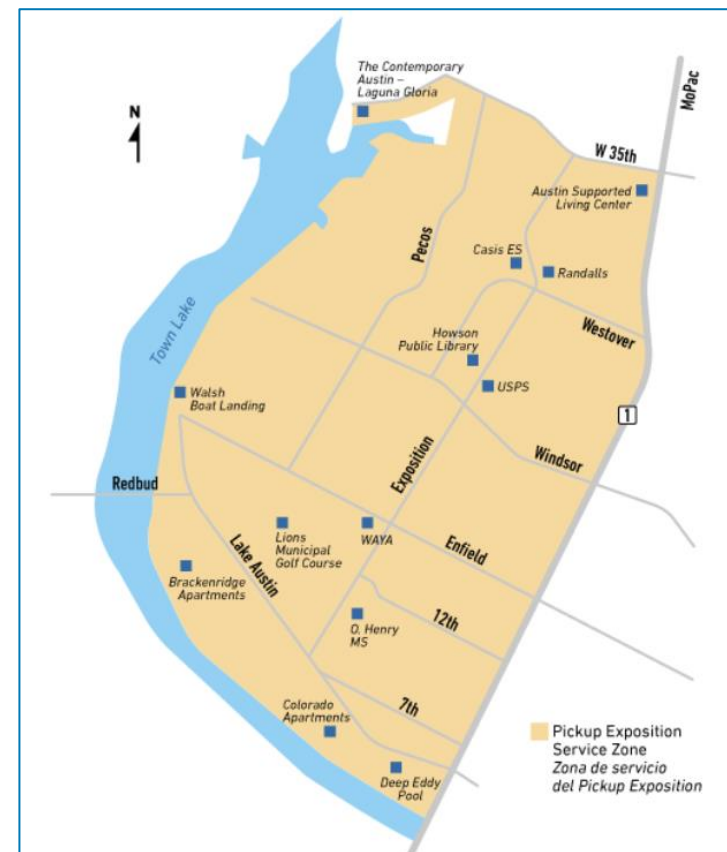 The Contemporary
Austin –
Laguna Gloria
N
MoPac
W 35th
Austin Supported
Living Center
Pecos
Casis ES
Randalls
Town Lake
Howson
Public Library
Westover
USPS
Walsh
Boat Landing
1
Exposition
Windsor
Redbud
Lake Austin
Lions
Municipal
Golf Course
WAYA
Enfield
Brackenridge
Apartments
O. Henry
MS
12th
7th
Colorado
Apartments
Deep Eddy
Pool
Pickup Exposition
Service Zone
Zona de servicio
del Pickup Exposition